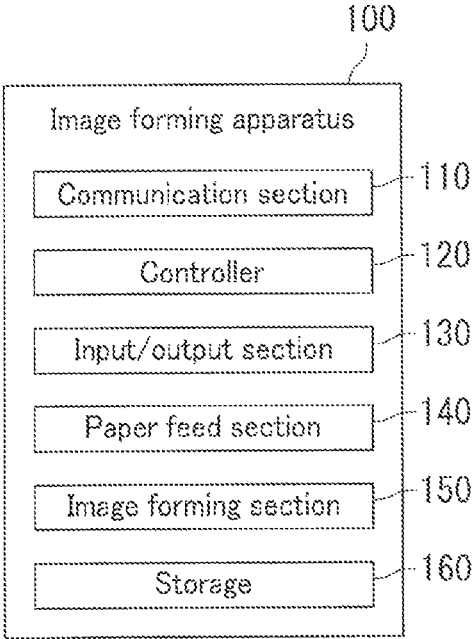 100
Image forming apparatus
Communication section 110
Controller 120
Input/output section 130
Paper feed section 140
Image forming section 150
Storage 160